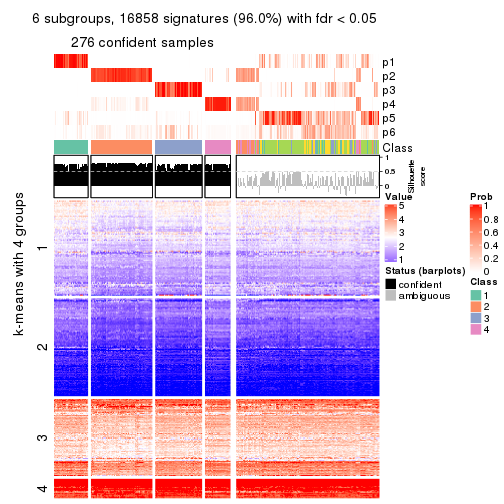 6 subgroups, 16858 signatures (96.0%) with fdr < 0.05
276 confident samples
p1
p2
p3
p4
p5
p6
Class
1
0.5
0
Silhouette
score
k-means with 4 groups
1
2
3
4
Value
5
4
3
2
1
Status (barplots)
confident
ambiguous
Prob
1
0.8
0.6
0.4
0.2
0
Class
1
2
3
4